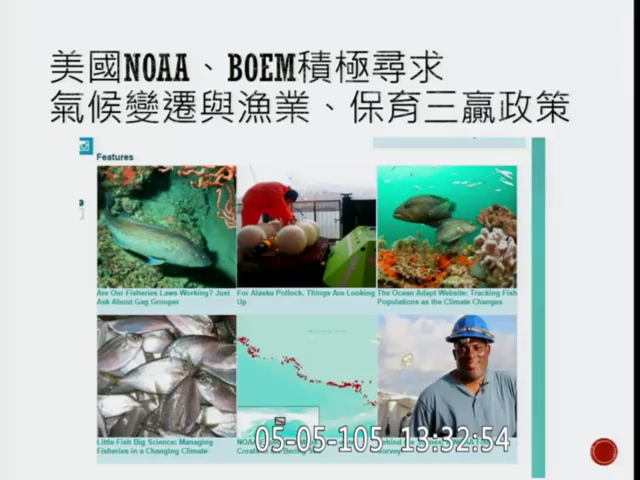 美國NOAA、BOEM積極尋求
氣候變遷與漁業、保育三贏政策
Features
Are Our Fisheries Laws Working? Just
Ask About Gag Grouper
For Alaska Pollock, Things Are Looking
Up
The Ocean Adapt Website: Tracking Fish
Populations as the Climate Changes
Little Fish Big Science: Managing
Fisheries in a Changing Climate
NOAA
Corals
05-05-105 13:32:54
Survey